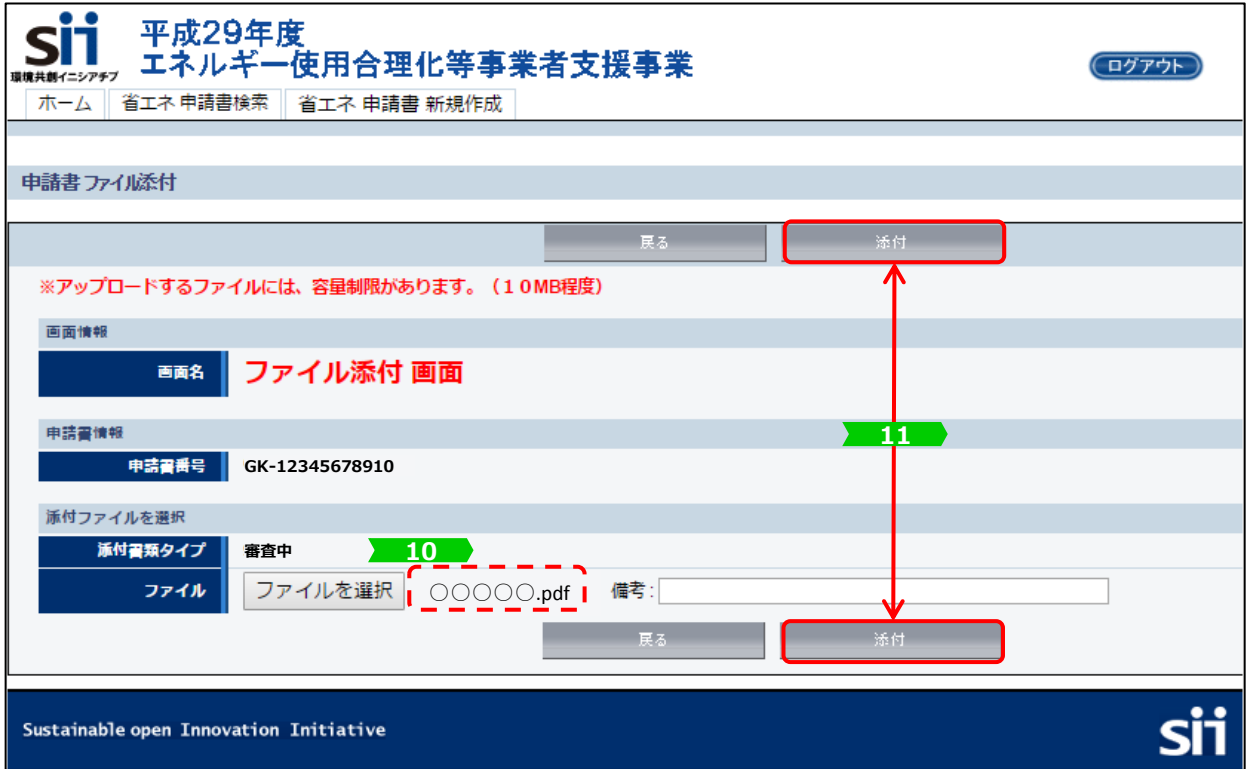 sii
環境共創イニシアチブ
平成29年度
エネルギー使用合理化等事業者支援事業
ログアウト
ホーム 省エネ 申請書検索 省エネ 申請書 新規作成
申請書 ファイル添付
戻る 添付
※アップロードするファイルには、容量制限があります。（１０MB程度）
画面情報
画面名 ファイル添付 画面
申請書情報
11
申請書番号 GK-12345678910
添付ファイルを選択
添付書類タイプ 審査中 10
ファイル ファイルを選択 ○○○○○.pdf 備考:
戻る 添付
Sustainable open Innovation Initiative
sii